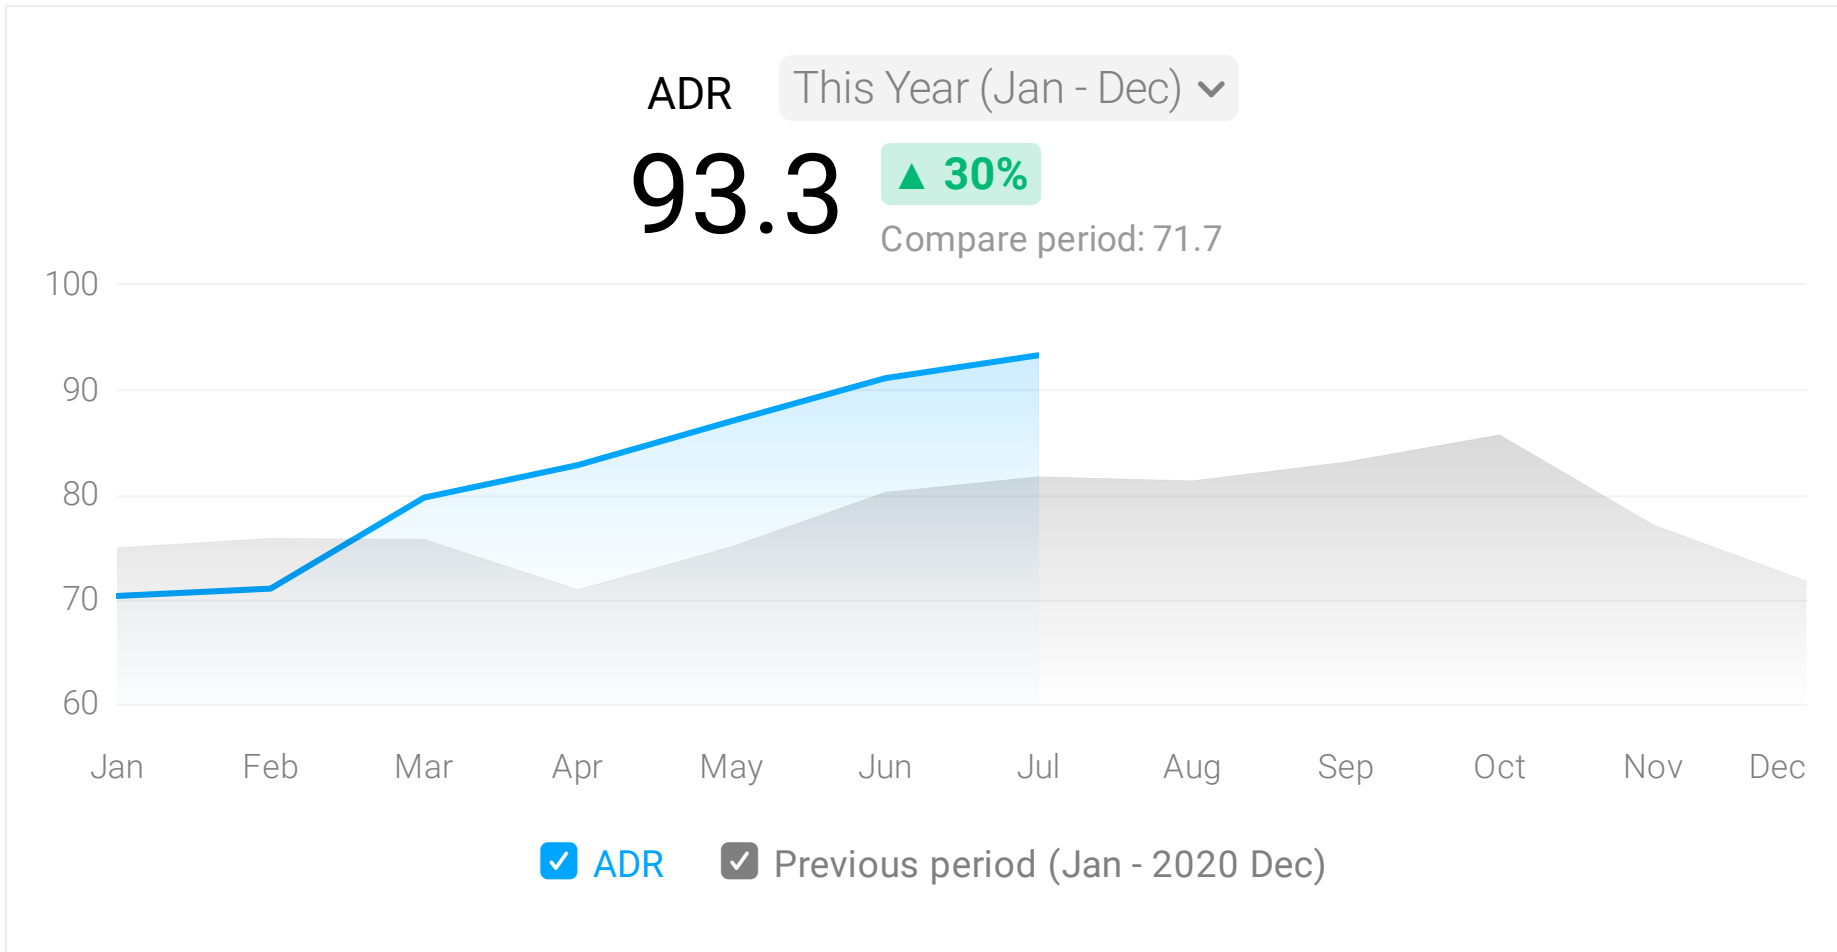 ADR This Year (Jan - Dec)
93.3 ▲ 30%
Compare period: 71.7
100
90
80
70
60
Jan Feb Mar Apr May Jun Jul Aug Sep Oct Nov Dec
ADR Previous period (Jan - 2020 Dec)